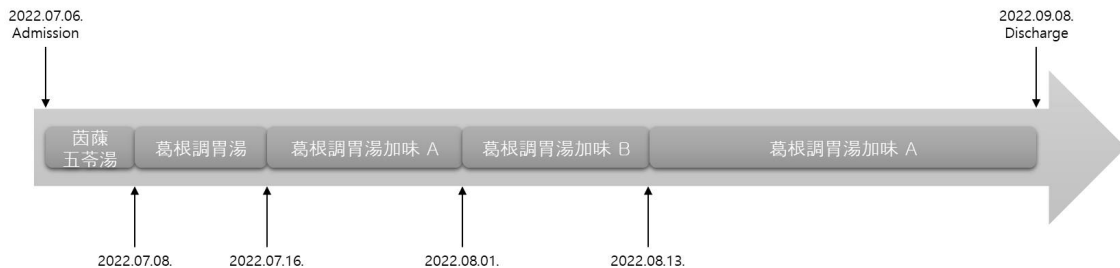 2022.07.06.
Admission
2022.09.08.
Discharge
茵蔯
五苓湯
葛根調胃湯
葛根調胃湯加味 A
葛根調胃湯加味 B
葛根調胃湯加味 A
2022.07.08.
2022.07.16.
2022.08.01.
2022.08.13.